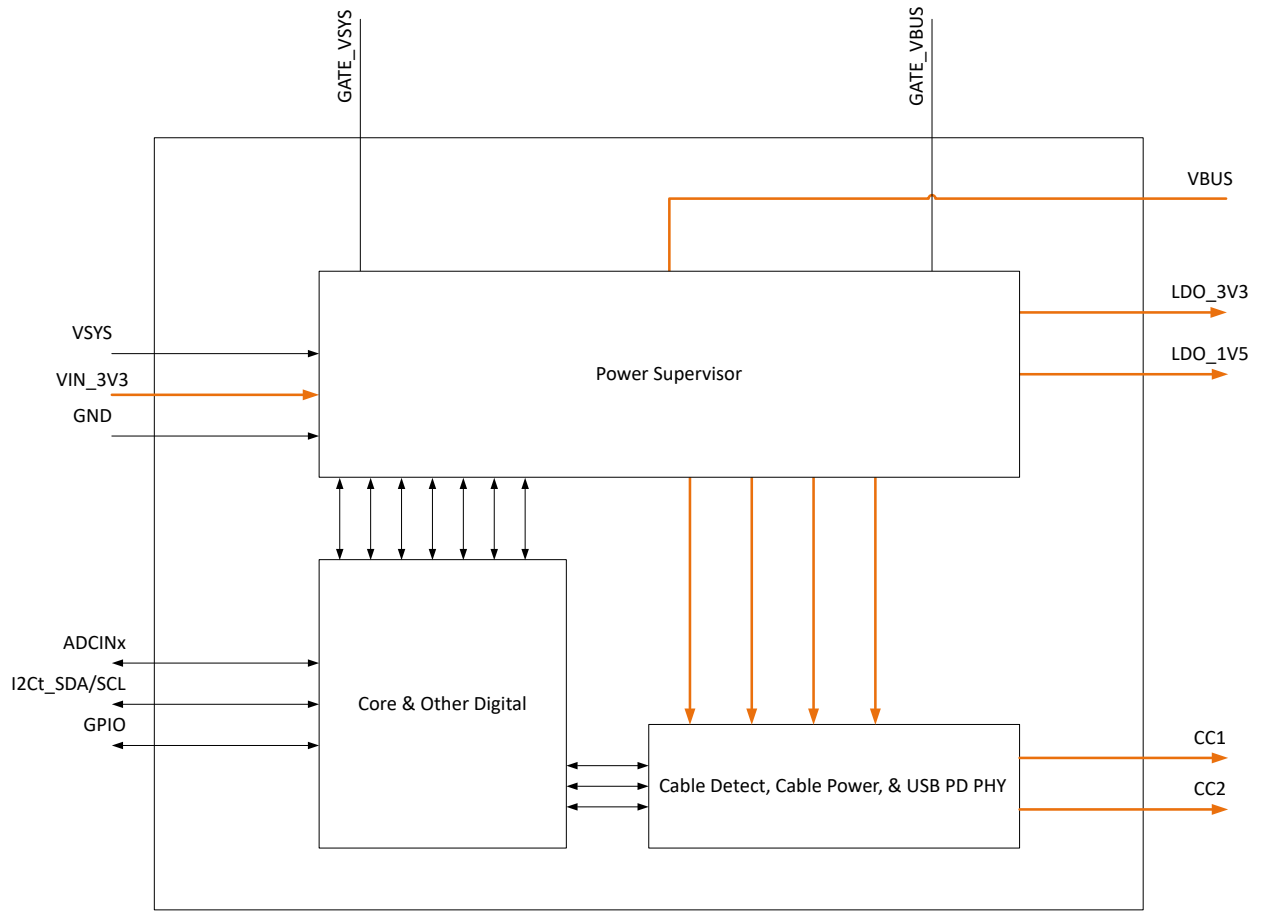 GATE_VSYS
GATE_VBUS
VBUS
LDO_3V3
VSYS
LDO_1V5
VIN_3V3
Power Supervisor
GND
ADCINx
I2Ct_SDA/SCL
Core & Other Digital
GPIO
CC1
Cable Detect, Cable Power, & USB PD PHY
CC2